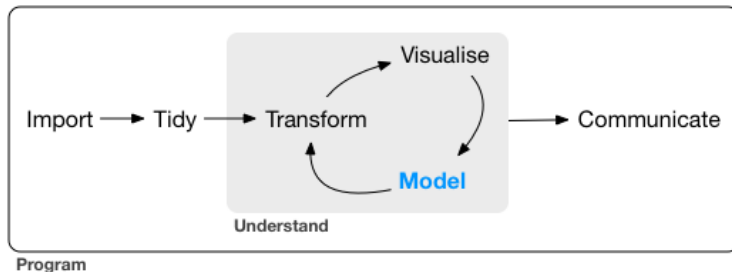 Visualise
Import Tidy Transform Communicate
Model
Understand
Program